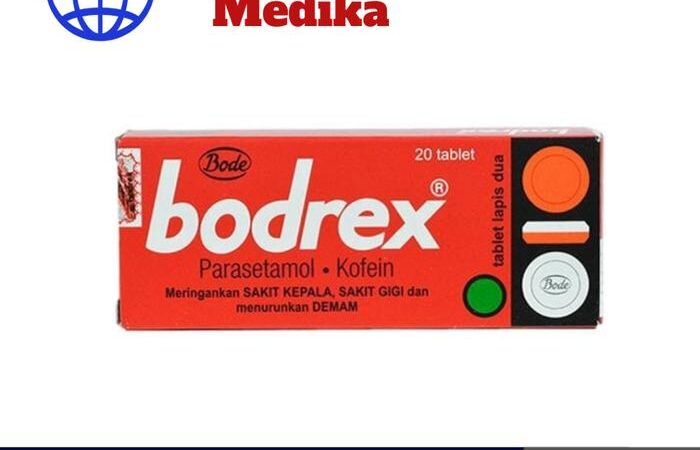 Medika
Bode
20 tablet
bodrex®
Parasetamol • Kofein
Meringankan SAKIT KEPALA, SAKIT GIGI dan
menurunkan DEMAM
tablet lapis dua
Bode